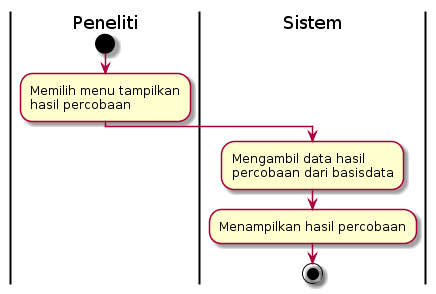 Peneliti
Sistem
Memilih menu tampilkan
hasil percobaan
Mengambil data hasil
percobaan dari basisdata
Menampilkan hasil percobaan